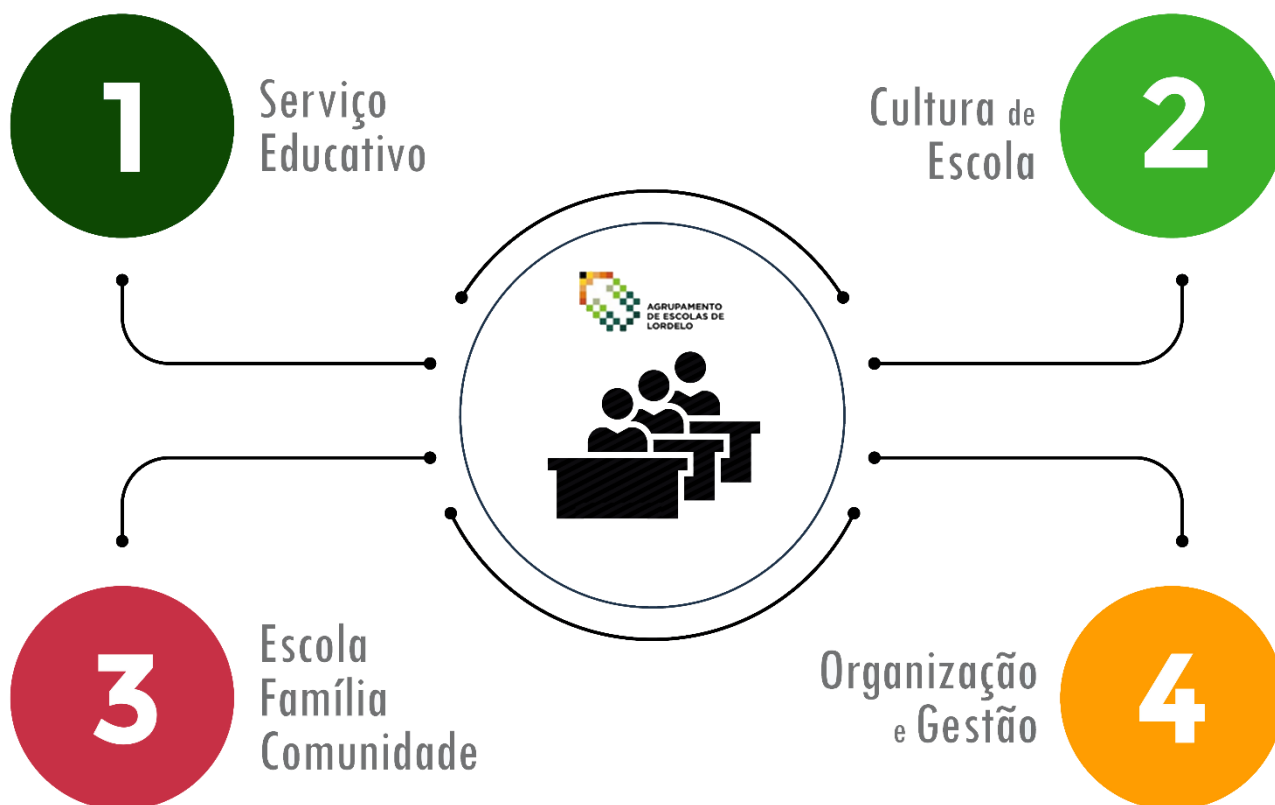 1
Serviço
Educativo
Cultura de
Escola
2
AGRUPAMENTO
DE ESCOLAS DE
LORDELO
3
Escola
Família
Comunidade
Organização
e Gestão
4